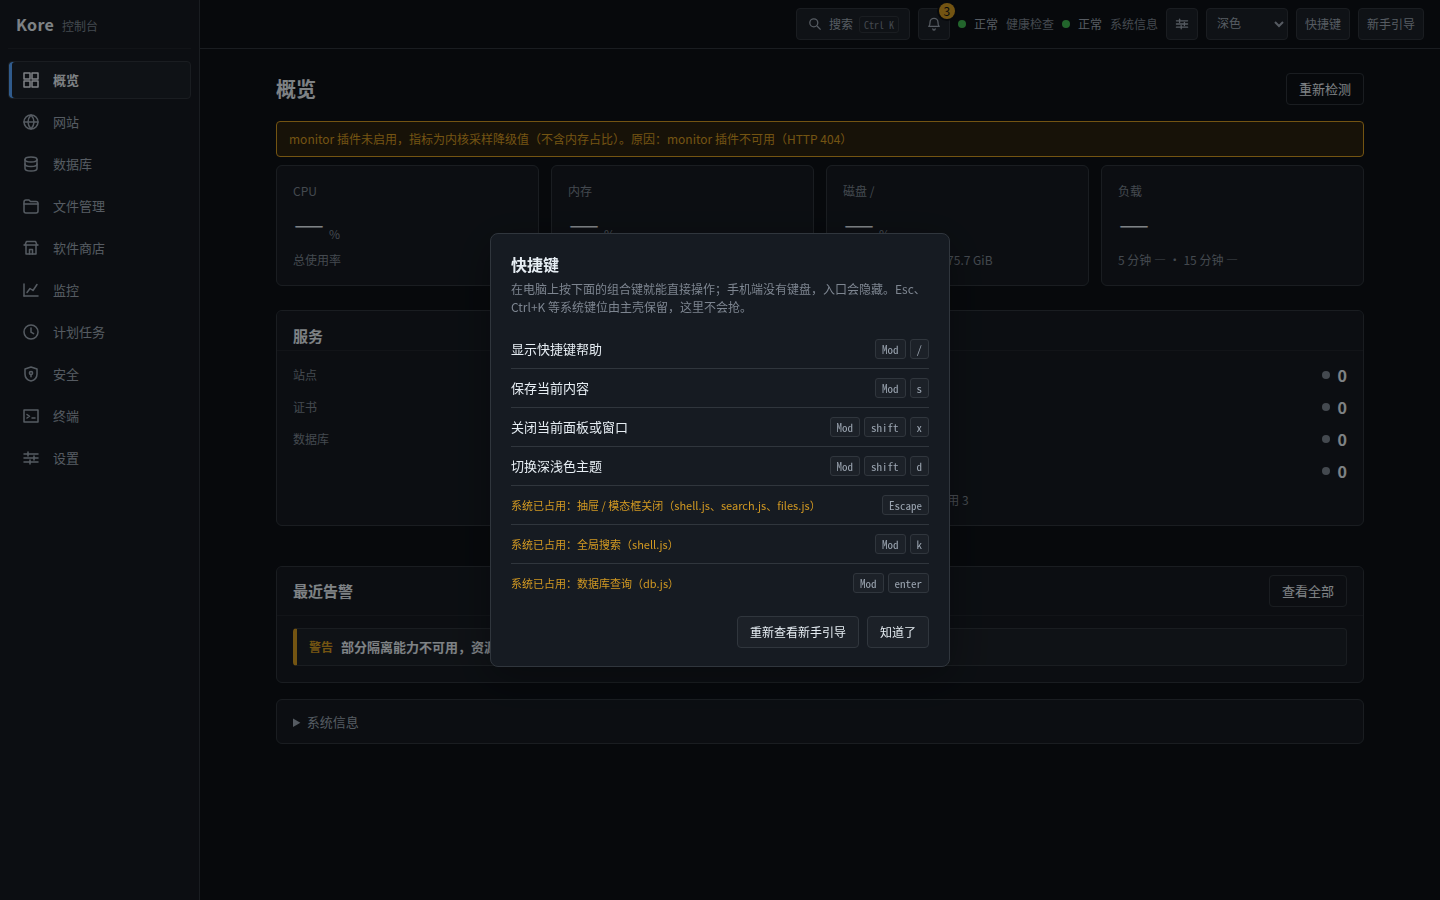 Kore 控制台
搜索 Ctrl K
3
正常 健康检查
正常 系统信息
深色
快捷键
新手引导
概览
网站
数据库
文件管理
软件商店
监控
计划任务
安全
终端
设置
概览
重新检测
monitor 插件未启用，指标为内核采样降级值（不含内存占比）。原因：monitor 插件不可用（HTTP 404）
CPU
— %
总使用率
内存
— %
磁盘 /
— %
75.7 GiB
负载
—
5 分钟 — · 15 分钟 —
服务
站点
0
证书
0
数据库
0
0
用 3
最近告警
查看全部
警告 部分隔离能力不可用，资源
系统信息
快捷键
在电脑上按下面的组合键就能直接操作；手机端没有键盘，入口会隐藏。Esc、
Ctrl+K 等系统键位由主壳保留，这里不会抢。
显示快捷键帮助 Mod /
保存当前内容 Mod s
关闭当前面板或窗口 Mod shift x
切换深浅色主题 Mod shift d
系统已占用：抽屉 / 模态框关闭（shell.js、search.js、files.js） Escape
系统已占用：全局搜索（shell.js） Mod k
系统已占用：数据库查询（db.js） Mod enter
重新查看新手引导
知道了